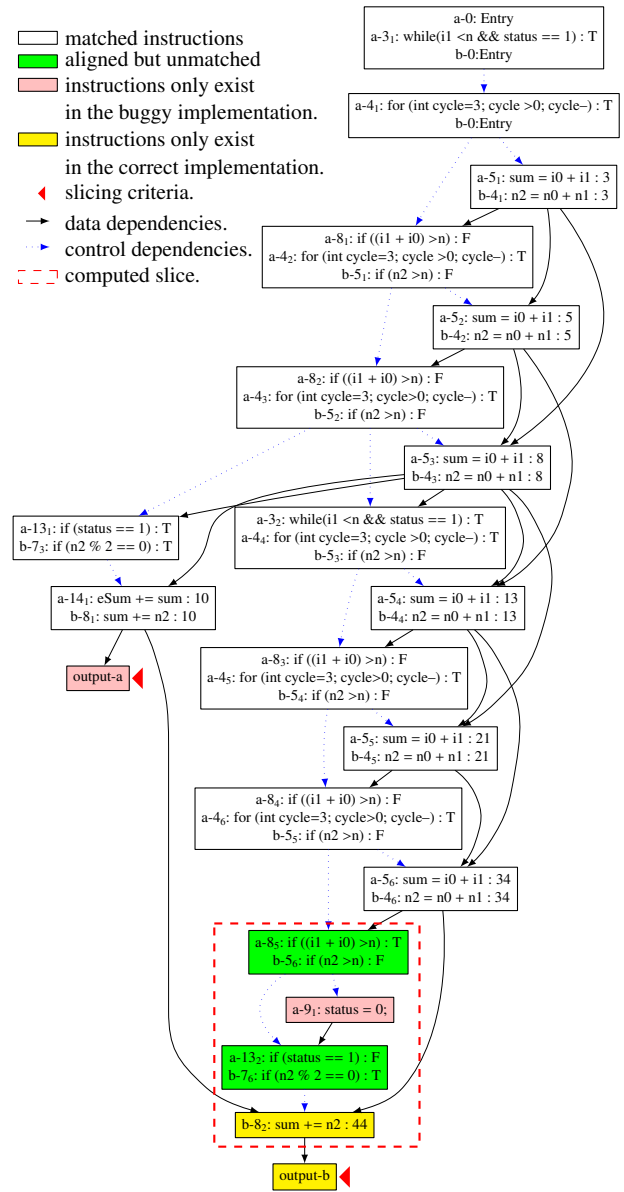 matched instructions
aligned but unmatched
instructions only exist
in the buggy implementation.
instructions only exist
in the correct implementation.
slicing criteria.
data dependencies.
control dependencies.
computed slice.
a-0: Entry
a-3₁: while(i1 <n && status == 1) : T
b-0:Entry
a-4₁: for (int cycle=3; cycle >0; cycle–) : T
b-0:Entry
a-5₁: sum = i0 + i1 : 3
b-4₁: n2 = n0 + n1 : 3
a-8₁: if ((i1 + i0) >n) : F
a-4₂: for (int cycle=3; cycle >0; cycle–) : T
b-5₁: if (n2 >n) : F
a-5₂: sum = i0 + i1 : 5
b-4₂: n2 = n0 + n1 : 5
a-8₂: if ((i1 + i0) >n) : F
a-4₃: for (int cycle=3; cycle>0; cycle–) : T
b-5₂: if (n2 >n) : F
a-5₃: sum = i0 + i1 : 8
b-4₃: n2 = n0 + n1 : 8
a-13₁: if (status == 1) : T
b-7₃: if (n2 % 2 == 0) : T
a-3₂: while(i1 <n && status == 1) : T
a-4₄: for (int cycle=3; cycle >0; cycle–) : T
b-5₃: if (n2 >n) : F
a-14₁: eSum += sum : 10
b-8₁: sum += n2 : 10
a-5₄: sum = i0 + i1 : 13
b-4₄: n2 = n0 + n1 : 13
output-a
a-8₃: if ((i1 + i0) >n) : F
a-4₅: for (int cycle=3; cycle>0; cycle–) : T
b-5₄: if (n2 >n) : F
a-5₅: sum = i0 + i1 : 21
b-4₅: n2 = n0 + n1 : 21
a-8₄: if ((i1 + i0) >n) : F
a-4₆: for (int cycle=3; cycle>0; cycle–) : T
b-5₅: if (n2 >n) : F
a-5₆: sum = i0 + i1 : 34
b-4₆: n2 = n0 + n1 : 34
a-8₅: if ((i1 + i0) >n) : T
b-5₆: if (n2 >n) : F
a-9₁: status = 0;
a-13₂: if (status == 1) : F
b-7₆: if (n2 % 2 == 0) : T
b-8₂: sum += n2 : 44
output-b